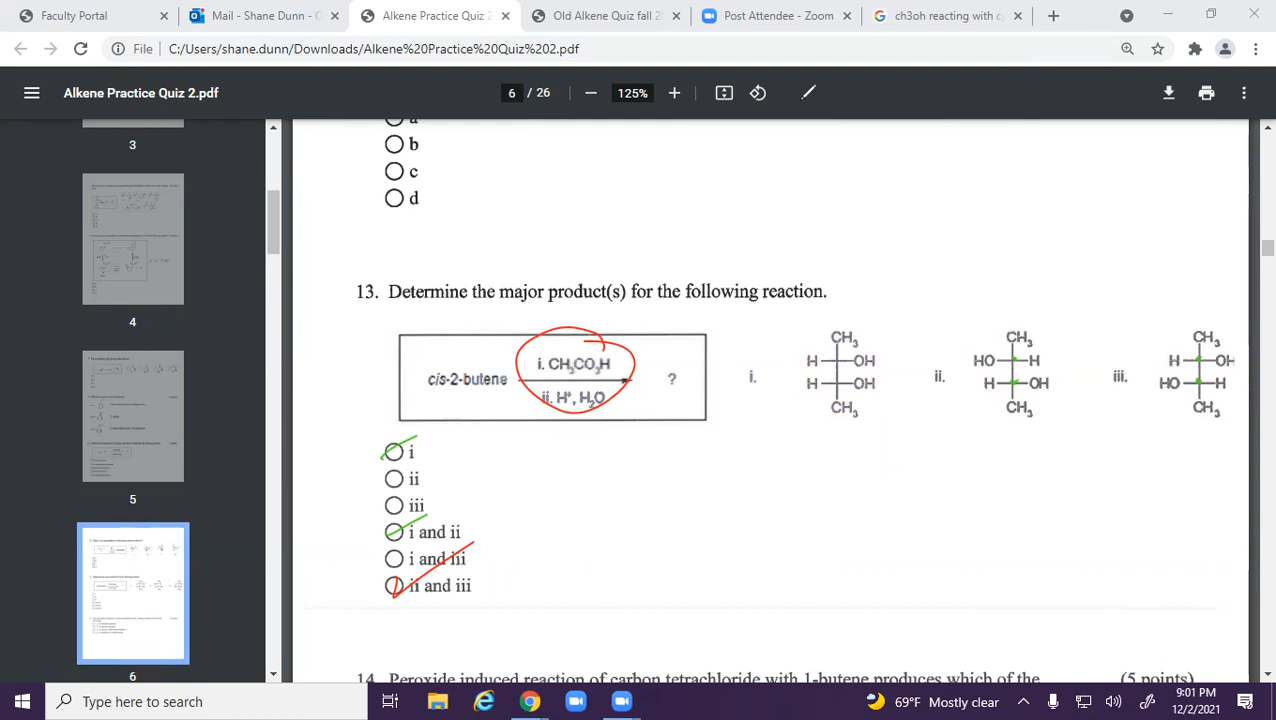 Faculty Portal
Mail - Shane Dunn -
Alkene Practice Quiz 2.
Old Alkene Quiz fall 20
Post Attendee - Zoom
ch3oh reacting with
File
C:/Users/shane.dunn/Downloads/Alkene%20Practice%20Quiz%202.pdf
Alkene Practice Quiz 2.pdf
6 / 26
125%
3
4
5
6
a
b
c
d
13. Determine the major product(s) for the following reaction.
cis-2-butene
i. CH3CO3H
ii. H+, H2O
?
i.
CH3
H OH
H OH
CH3
ii.
CH3
HO H
H OH
CH3
iii.
CH3
H OH
HO H
CH3
i
ii
iii
i and ii
i and iii
ii and iii
14. Peroxide induced reaction of carbon tetrachloride with 1-butene produces which of the (5 points)
Type here to search
69°F Mostly clear
9:01 PM
12/2/2021